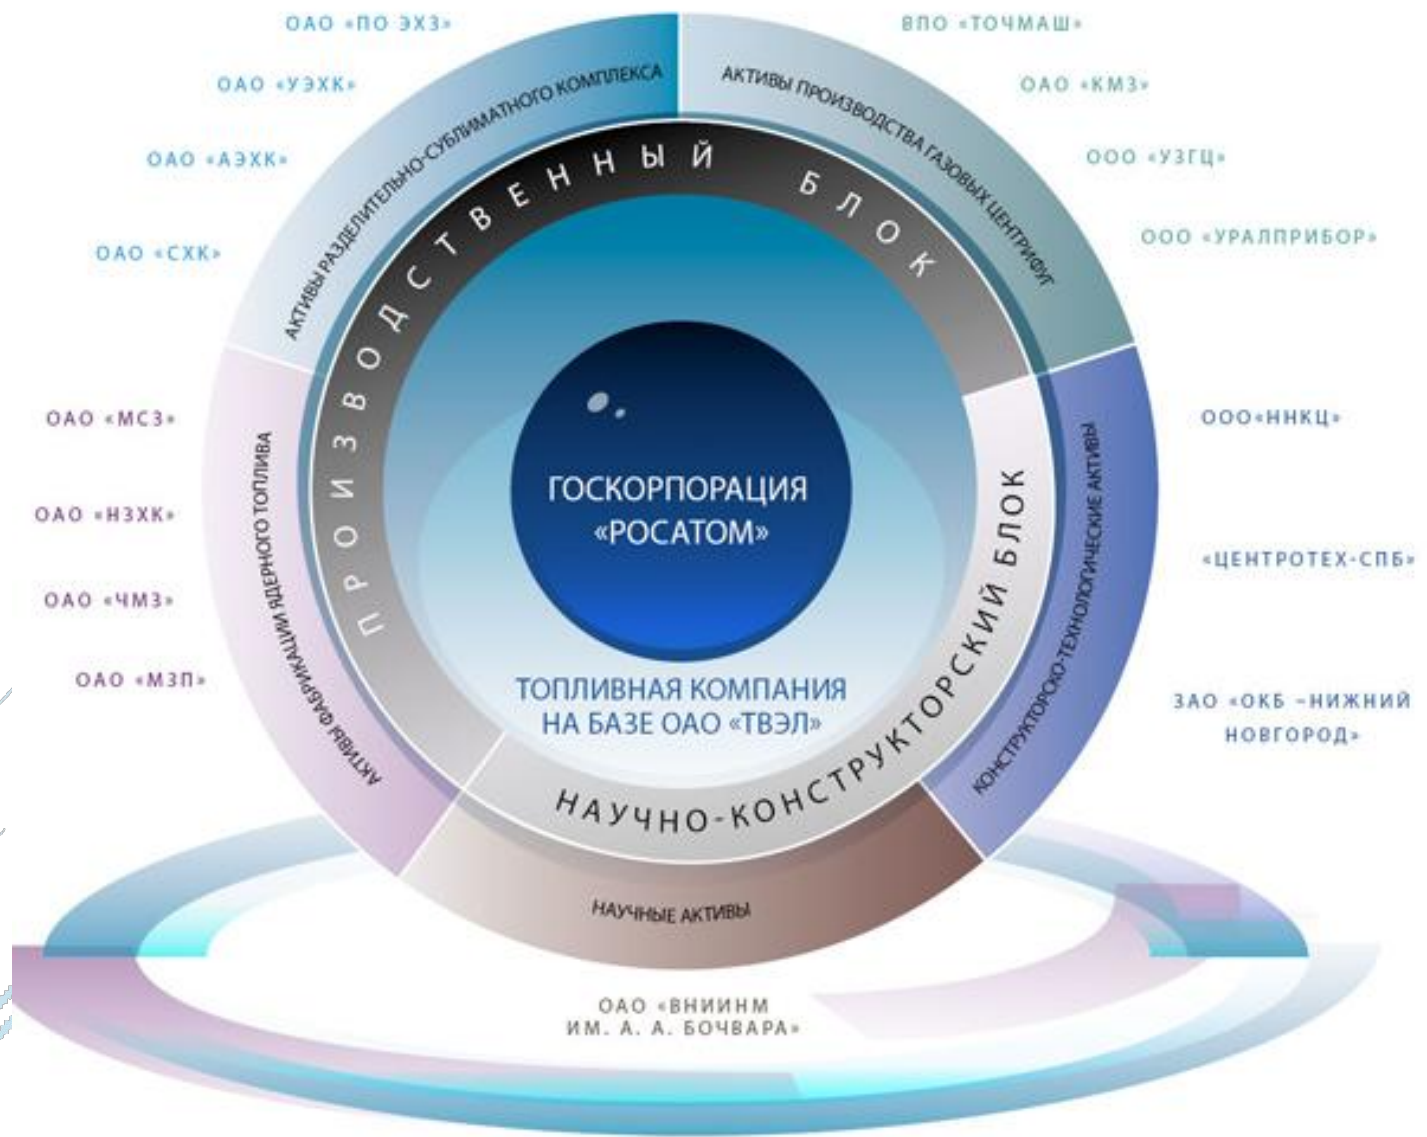 ОАО «ПО ЭХЗ»
ОАО «УЭХК»
ОАО «АЭХК»
ОАО «СХК»
АКТИВЫ РАЗДЕЛИТЕЛЬНО-СУБЛИМАТНОГО КОМПЛЕКСА
ВПО «ТОЧМАШ»
ОАО «КМЗ»
ООО «УЗГЦ»
ООО «УРАЛПРИБОР»
АКТИВЫ ПРОИЗВОДСТВА ГАЗОВЫХ ЦЕНТРИФУГ
ПРОИЗВОДСТВЕННЫЙ БЛОК
ОАО «МСЗ»
ОАО «НЗХК»
ОАО «ЧМЗ»
ОАО «МЗП»
АКТИВЫ ФАБРИКАЦИИ ЯДЕРНОГО ТОПЛИВА
ГОСКОРПОРАЦИЯ
«РОСАТОМ»
ТОПЛИВНАЯ КОМПАНИЯ
НА БАЗЕ ОАО «ТВЭЛ»
НАУЧНО-КОНСТРУКТОРСКИЙ БЛОК
КОНСТРУКТОРСКО-ТЕХНОЛОГИЧЕСКИЕ АКТИВЫ
ООО«ННКЦ»
«ЦЕНТРОТЕХ-СПБ»
ЗАО «ОКБ –НИЖНИЙ
НОВГОРОД»
НАУЧНЫЕ АКТИВЫ
ОАО «ВНИИНМ
ИМ. А. А. БОЧВАРА»